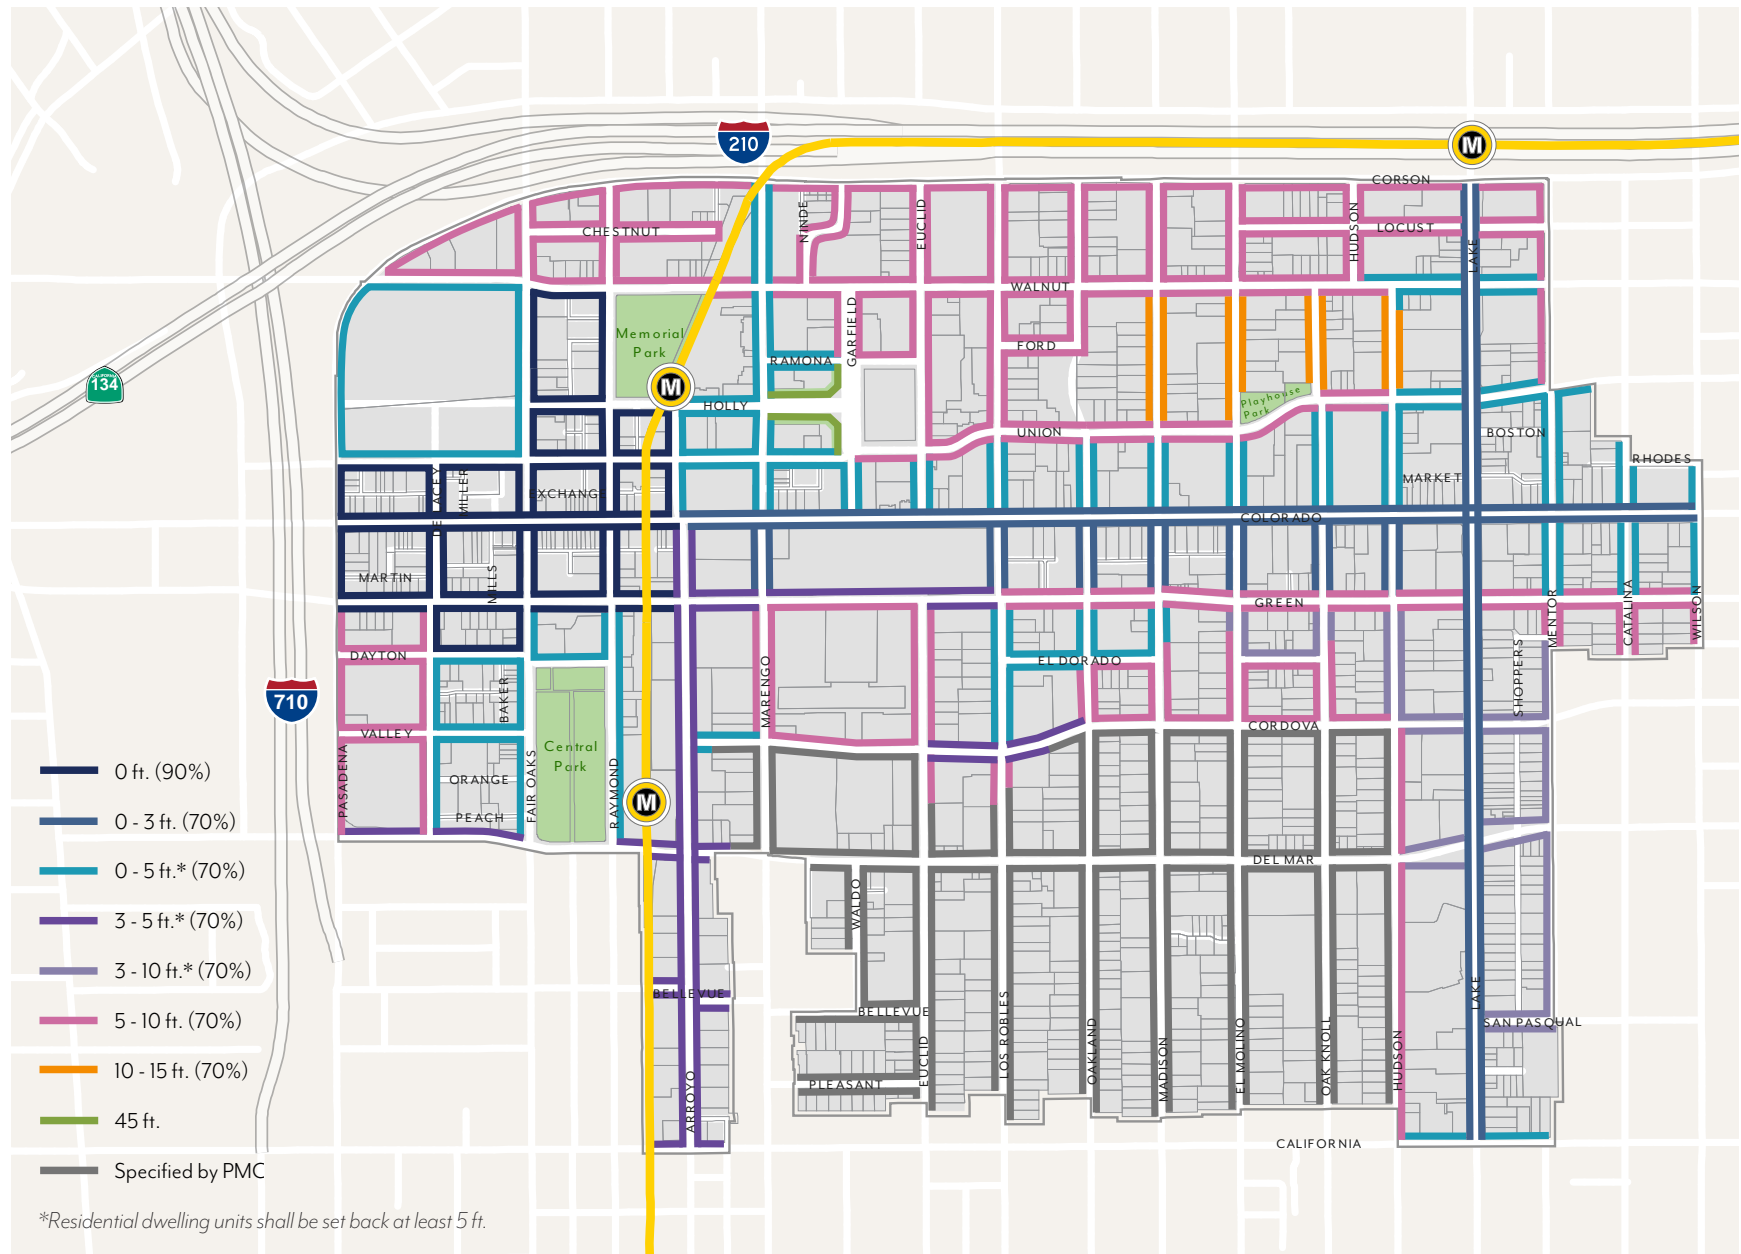 210
M
CORSON
CHESTNUT
NINDE
EUCLID
HUDSON
LOCUST
LAKE
WALNUT
Memorial
Park
GARFIELD
FORD
RAMONA
CALIFORNIA
134
M
HOLLY
Playhouse
Park
UNION
BOSTON
RHODES
MARKET
DE LACEY
MILLER
EXCHANGE
COLORADO
MARTIN
MILLS
GREEN
MENTOR
CATALINA
WILSON
DAYTON
EL DORADO
SHOPPERS
BAKER
MARENGO
710
CORDOVA
VALLEY
Central
Park
PASADENA
ORANGE
FAIR OAKS
RAYMOND
M
PEACH
DEL MAR
WALDO
BELLEVUE
LAKE
BELLEVUE
SAN PASQUAL
EUCLID
LOS ROBLES
OAKLAND
MADISON
EL MOLINO
OAK KNOLL
HUDSON
PLEASANT
ARROYO
CALIFORNIA
0 ft. (90%)
0 - 3 ft. (70%)
0 - 5 ft.* (70%)
3 - 5 ft.* (70%)
3 - 10 ft.* (70%)
5 - 10 ft. (70%)
10 - 15 ft. (70%)
45 ft.
Specified by PMC
*Residential dwelling units shall be set back at least 5 ft.